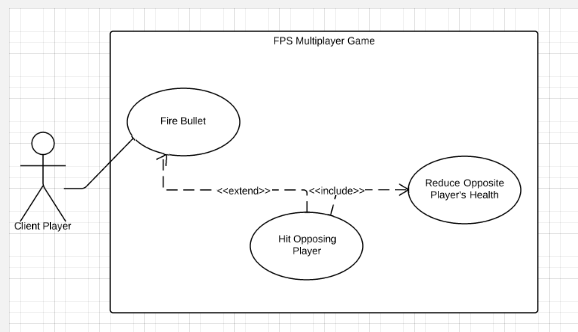 FPS Multiplayer Game
Fire Bullet
<<extend>>
<<include>>
Reduce Opposite
Player's Health
Client Player
Hit Opposing
Player